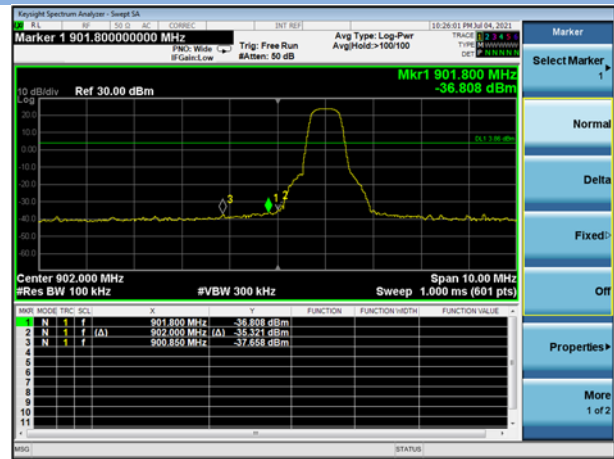 Keysight Spectrum Analyzer - Swept SA
RL RF 50 Ω AC CORREC INT REF 10:26:01 PM Jul 04, 2021
Marker 1 901.800000000 MHz
PNO: Wide
IFGain:Low
Trig: Free Run
#Atten: 50 dB
Avg Type: Log-Pwr
Avg|Hold:>100/100
TRACE 1 2 3 4 5 6
TYPE M W W W W W
DET P N N N N N
Mkr1 901.800 MHz
-36.808 dBm
10 dB/div Ref 30.00 dBm
Log
20.0
10.0
0.00
-10.0
-20.0
-30.0
-40.0
-50.0
-60.0
3
1
2
Center 902.000 MHz
Span 10.00 MHz
#Res BW 100 kHz
#VBW 300 kHz
Sweep 1.000 ms (601 pts)
MKR MODE TRC SCL X Y FUNCTION FUNCTION WIDTH FUNCTION VALUE
1 N 1 f 901.800 MHz -36.808 dBm
2 N 1 f (Δ) 902.000 MHz (Δ) -35.321 dBm
3 N 1 f 900.850 MHz -37.658 dBm
4
5
6
7
8
9
10
11
MSG
STATUS
Marker
Select Marker
1
Normal
Delta
Fixed
Off
Properties
More
1 of 2